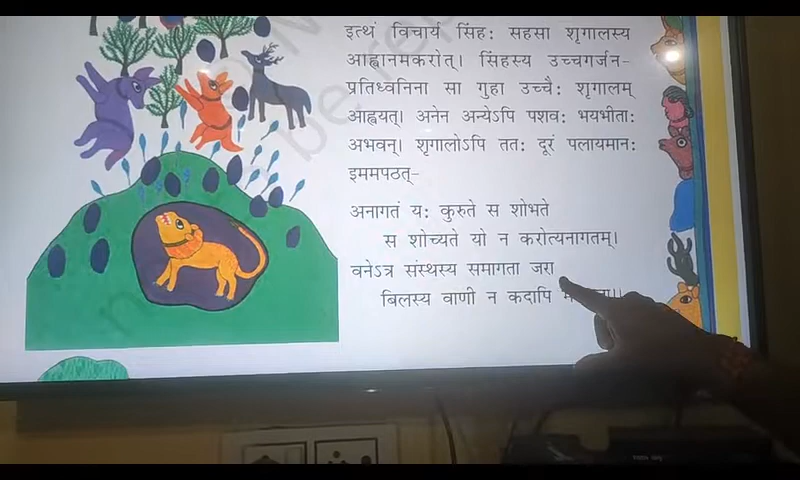 इत्थं विचार्य सिंहः सहसा शृगालस्य
आह्वानमकरोत्। सिंहस्य उच्चगर्जन-
प्रतिध्वनिना सा गुहा उच्चैः शृगालम्
आह्वयत्। अनेन अन्येऽपि पशवः भयभीताः
अभवन्। शृगालोऽपि ततः दूरं पलायमानः
इममपठत्-
अनागतं यः कुरुते स शोभते
स शोच्यते यो न करोत्यनागतम्।
वनेऽत्र संस्थस्य समागता जरा
बिलस्य वाणी न कदापि